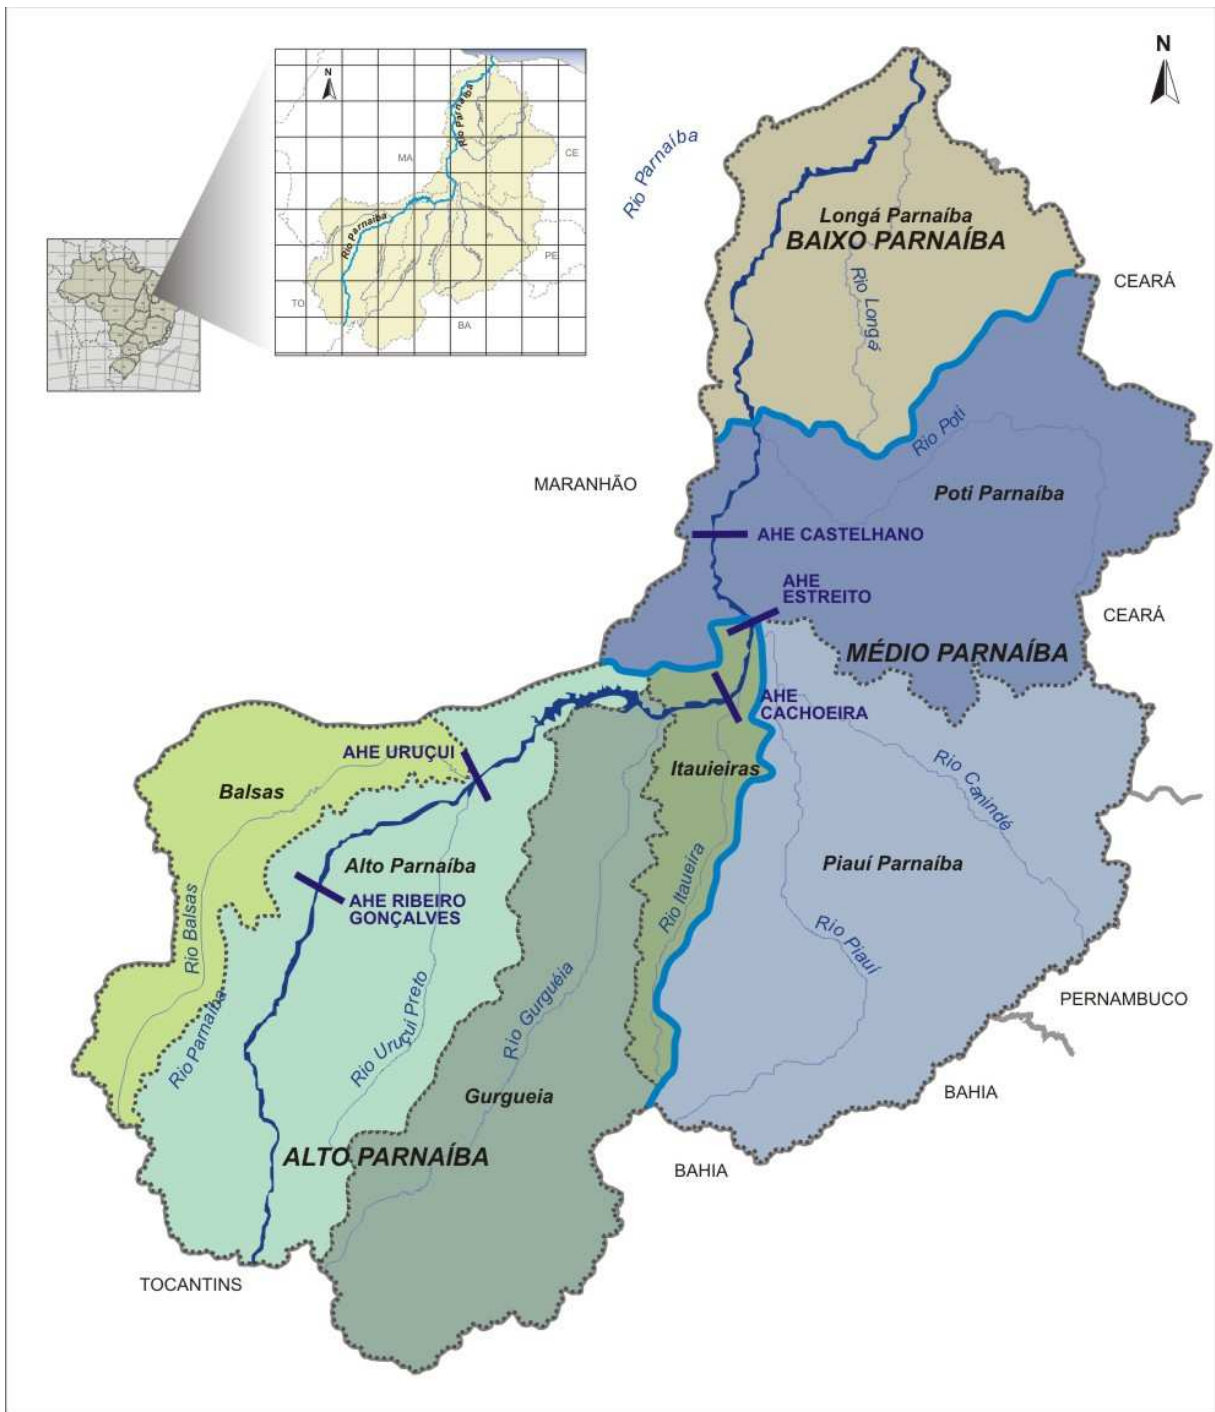 N
N
Rio Parnaíba
MA
CE
Rio Parnaíba
PI
PE
TO
BA
Rio Parnaíba
Longá Parnaíba
BAIXO PARNAÍBA
Rio Longá
CEARÁ
Rio Poti
MARANHÃO
Poti Parnaíba
AHE CASTELHANO
AHE
ESTREITO
CEARÁ
MÉDIO PARNAÍBA
AHE
CACHOEIRA
AHE URUÇUI
Itauieiras
Rio Canindé
Balsas
Alto Parnaíba
Piauí Parnaíba
AHE RIBEIRO
GONÇALVES
Rio Itaueira
Rio Balsas
Rio Piauí
Rio Parnaíba
Rio Uruçuí Preto
Rio Gurguéia
PERNAMBUCO
Gurgueia
BAHIA
ALTO PARNAÍBA
BAHIA
TOCANTINS